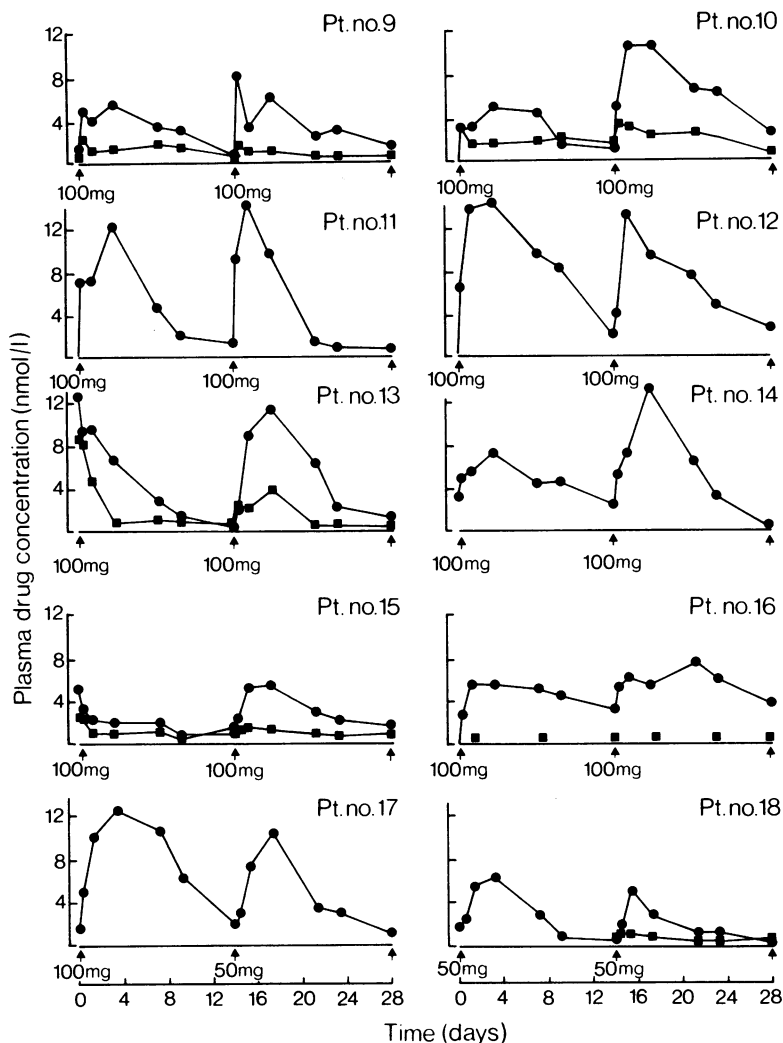 Pt. no.9
12
8
4
100mg
100mg
Pt. no.10
100mg
100mg
Pt. no.11
12
8
4
100mg
100mg
Pt. no.12
100mg
100mg
Pt. no.13
12
8
4
100mg
100mg
Pt. no.14
100mg
100mg
Pt. no.15
12
8
4
100mg
100mg
Pt. no.16
100mg
100mg
Pt. no.17
12
8
4
100mg
50mg
0 4 8 12 16 20 24 28
Pt. no.18
50mg
50mg
0 4 8 12 16 20 24 28
Plasma drug concentration (nmol/l)
Time (days)